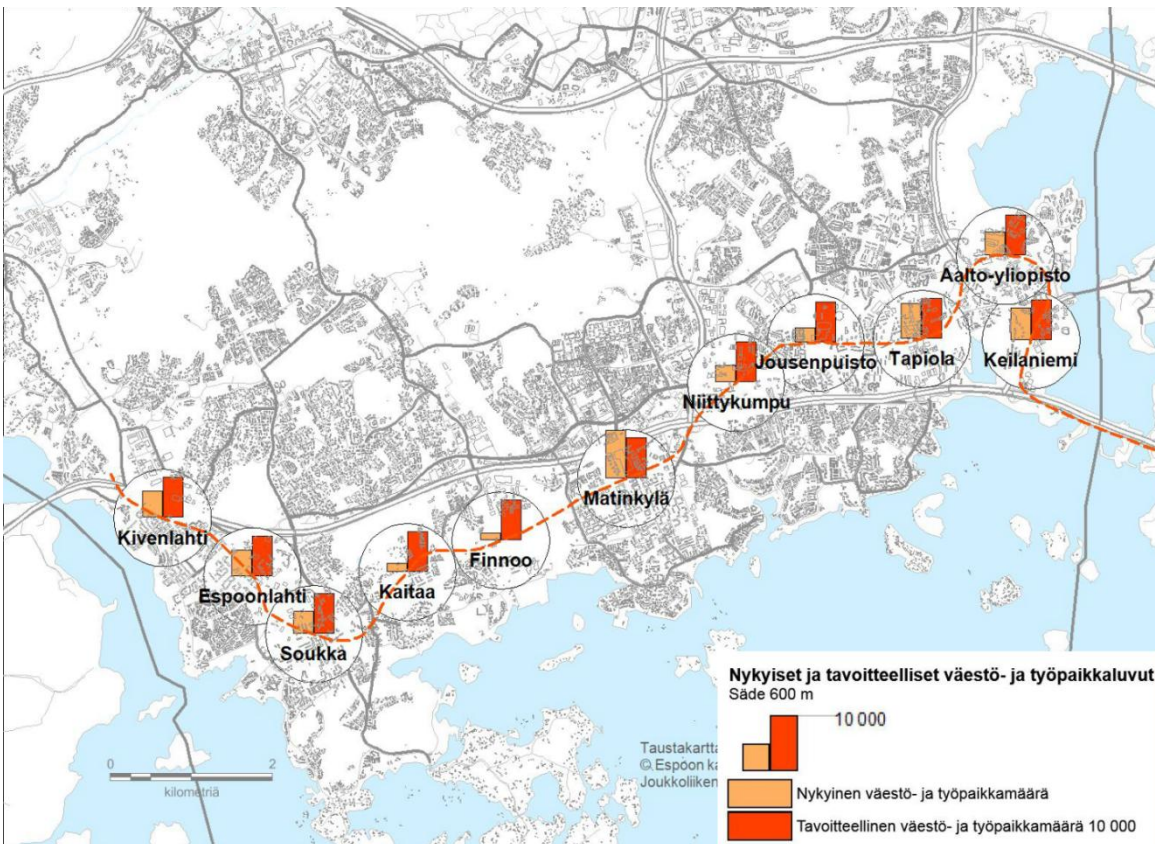 Aalto-yliopisto
Jousenpuisto
Tapiola
Keilaniemi
Niittykumpu
Matinkylä
Kivenlahti
Finnoo
Espoonlahti
Kaitaa
Soukka
Nykyiset ja tavoitteelliset väestö- ja työpaikkaluvut
Säde 600 m
10 000
Taustakartta
© Espoon ka
Joukkoliiken
0 2
kilometriä
Nykyinen väestö- ja työpaikkamäärä
Tavoitteellinen väestö- ja työpaikkamäärä 10 000